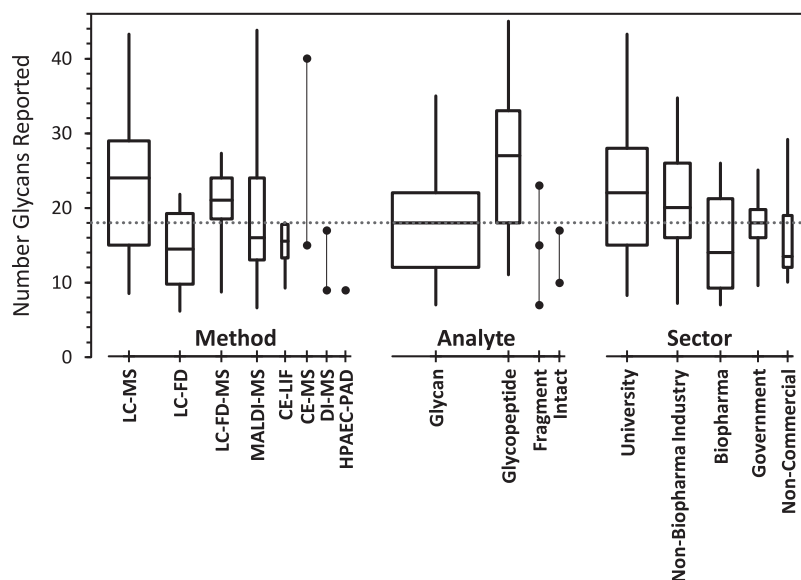 Number Glycans Reported
40
30
20
10
0
Method
Analyte
Sector
LC-MS
LC-FD
LC-FD-MS
MALDI-MS
CE-LIF
CE-MS
DI-MS
HPAEC-PAD
Glycan
Glycopeptide
Fragment
Intact
University
Non-Biopharma Industry
Biopharma
Government
Non-Commercial